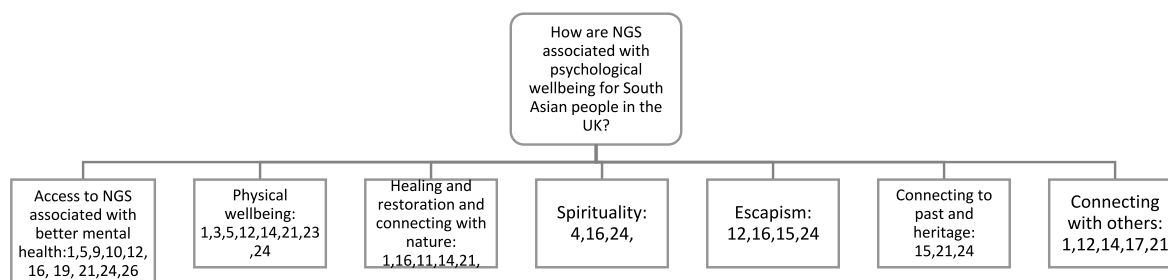 How are NGS
associated with
psychological
wellbeing for South
Asian people in the
UK?
Access to NGS
associated with
better mental
health:1,5,9,10,12,
16, 19, 21,24,26
Physical
wellbeing:
1,3,5,12,14,21,23
,24
Healing and
restoration and
connecting with
nature:
1,16,11,14,21,
Spirituality:
4,16,24,
Escapism:
12,16,15,24
Connecting to
past and
heritage:
15,21,24
Connecting
with others:
1,12,14,17,21